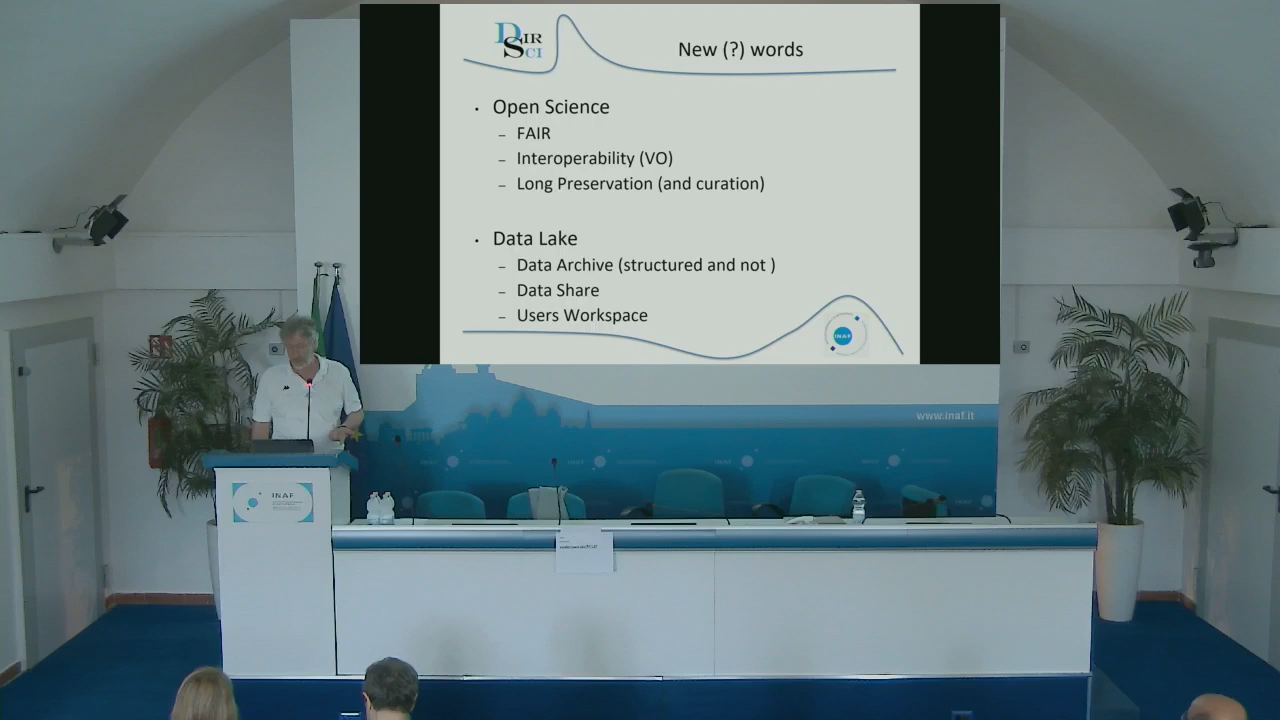 DIR
SCI
New (?) words
• Open Science
– FAIR
– Interoperability (VO)
– Long Preservation (and curation)
• Data Lake
– Data Archive (structured and not )
– Data Share
– Users Workspace
INAF
www.inaf.it
INAF